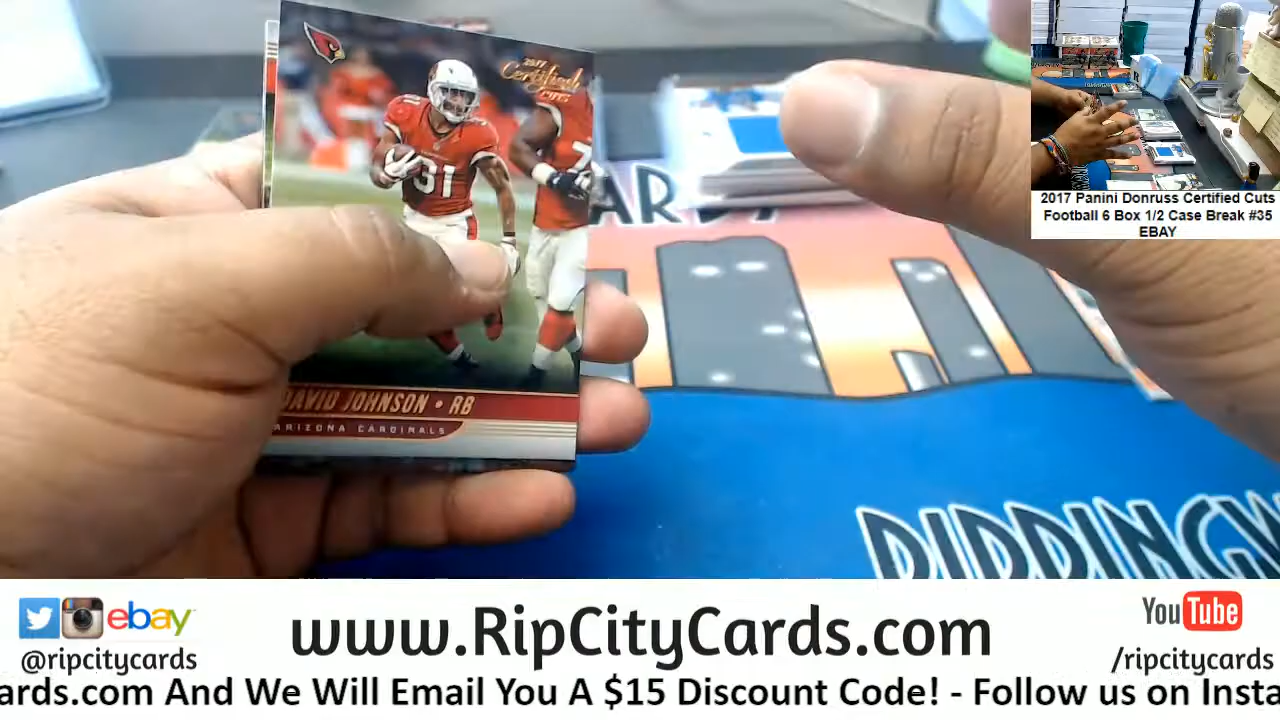 2017
Certified
CUTS
31
DAVID JOHNSON • RB
ARIZONA CARDINALS
2017 Panini Donruss Certified Cuts
Football 6 Box 1/2 Case Break #35
EBAY
ebay
www.RipCityCards.com
YouTube
@ripcitycards
/ripcitycards
ards.com And We Will Email You A $15 Discount Code! - Follow us on Insta